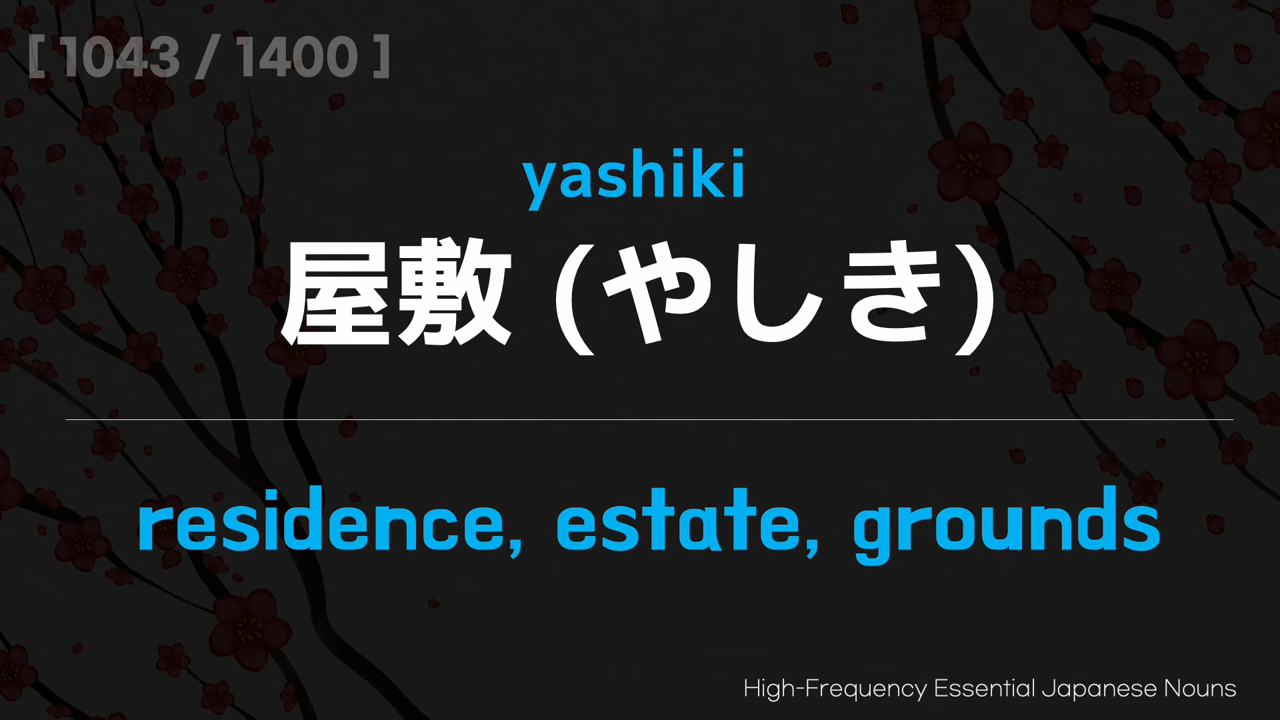 [ 1043 / 1400 ]
yashiki
屋敷 (やしき)
residence, estate, grounds
High-Frequency Essential Japanese Nouns